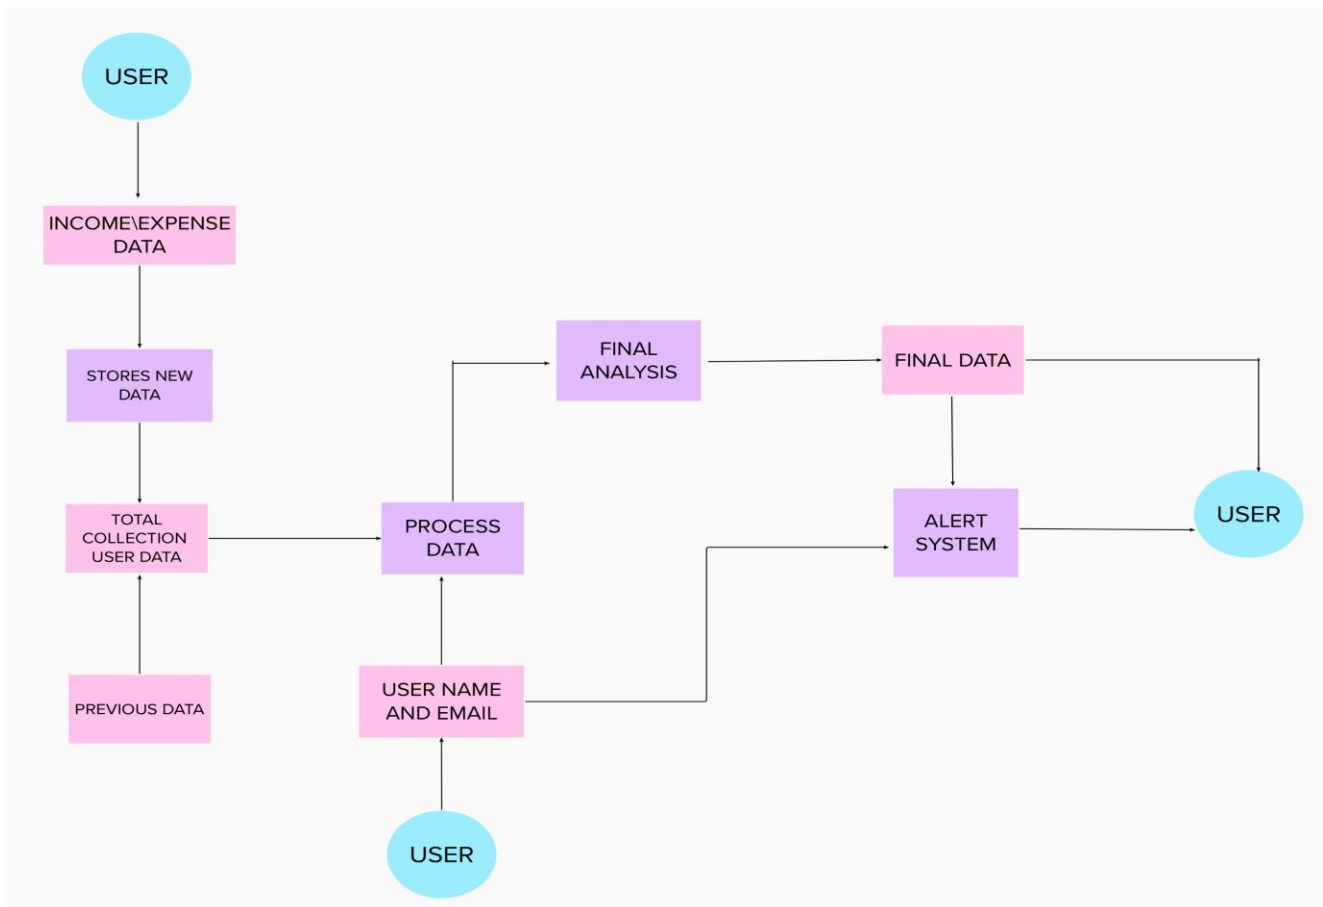 USER
INCOME\EXPENSE
DATA
STORES NEW
DATA
TOTAL
COLLECTION
USER DATA
PREVIOUS DATA
PROCESS
DATA
USER NAME
AND EMAIL
USER
FINAL
ANALYSIS
FINAL DATA
ALERT
SYSTEM
USER